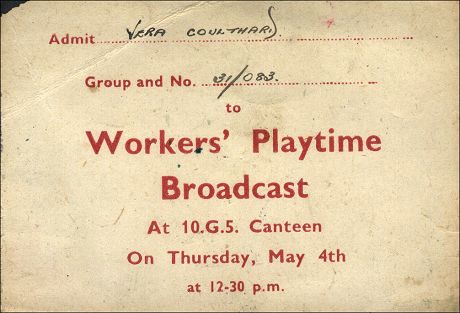 Admit VERA COULTHARD
Group and No. 31/083.
to
Workers' Playtime
Broadcast
At 10.G.5. Canteen
On Thursday, May 4th
at 12-30 p.m.